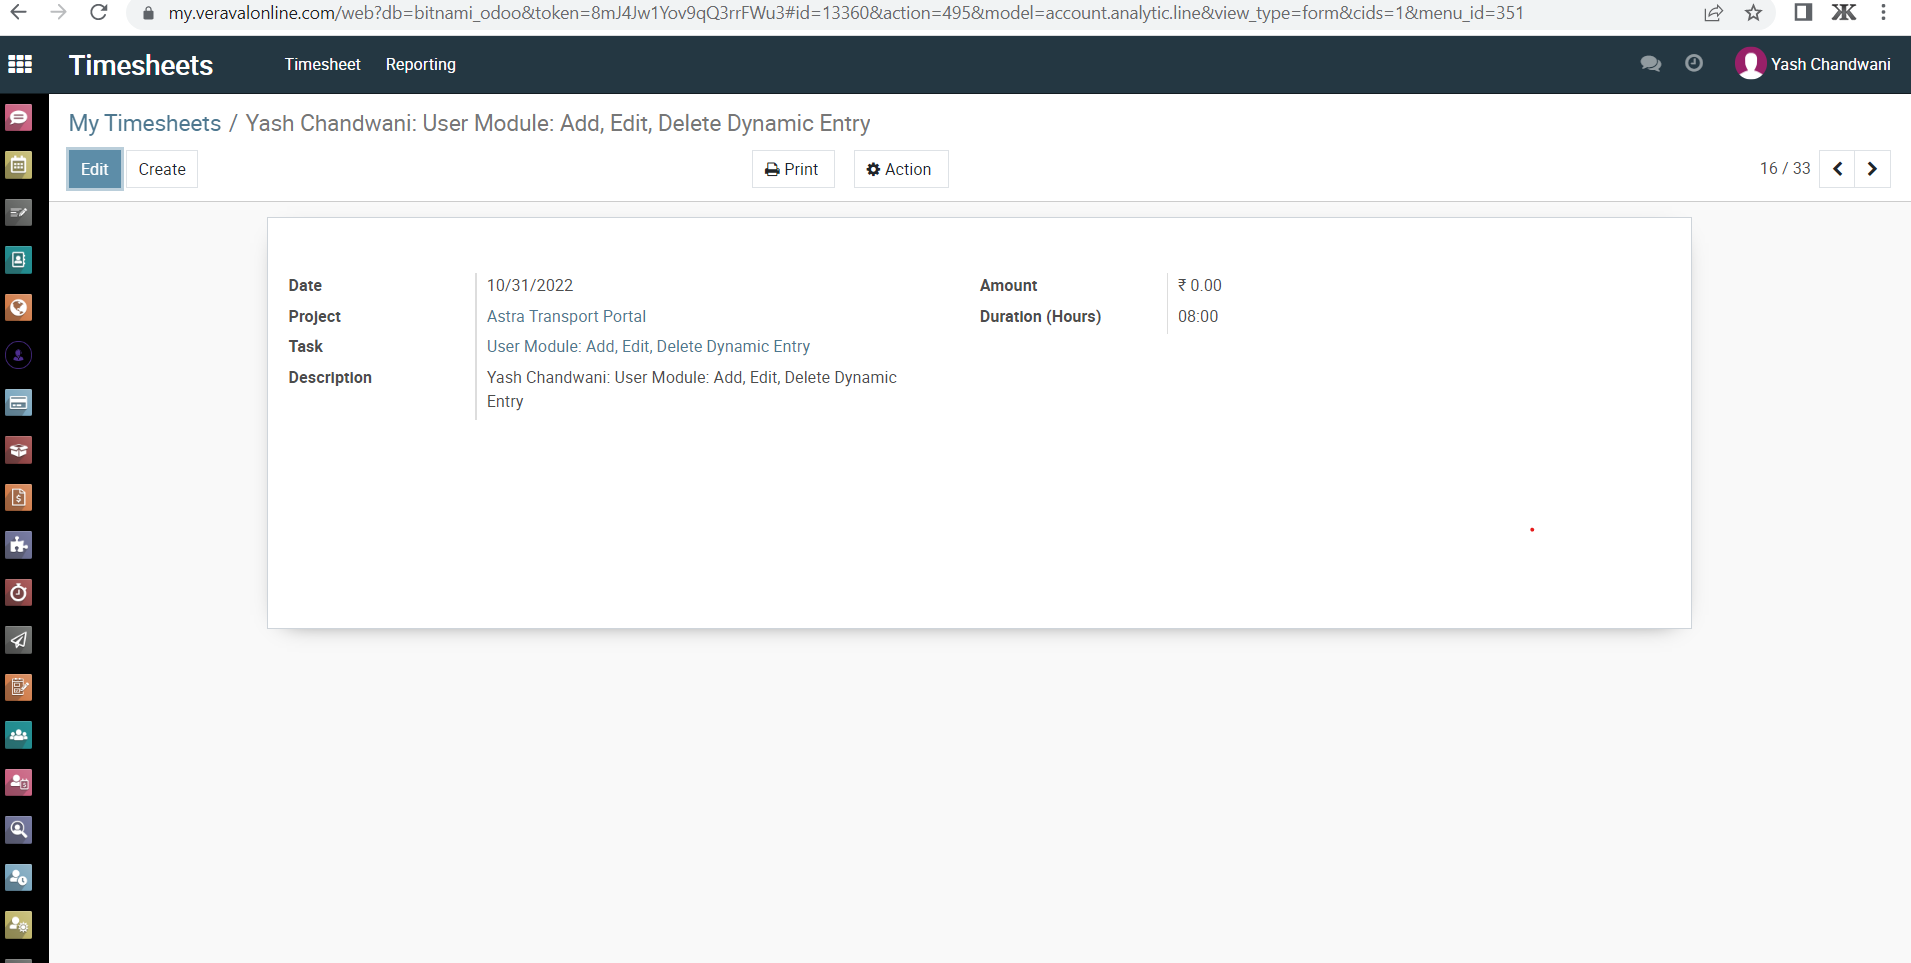 my.veravalonline.com/web?db=bitnami_odoo&token=8mJ4Jw1Yov9qQ3rrFWu3#id=13360&action=495&model=account.analytic.line&view_type=form&cids=1&menu_id=351
Timesheets Timesheet Reporting Yash Chandwani
My Timesheets / Yash Chandwani: User Module: Add, Edit, Delete Dynamic Entry
Edit Create Print Action 16 / 33
Date 10/31/2022 Amount ₹ 0.00
Project Astra Transport Portal Duration (Hours) 08:00
Task User Module: Add, Edit, Delete Dynamic Entry
Description Yash Chandwani: User Module: Add, Edit, Delete Dynamic
Entry